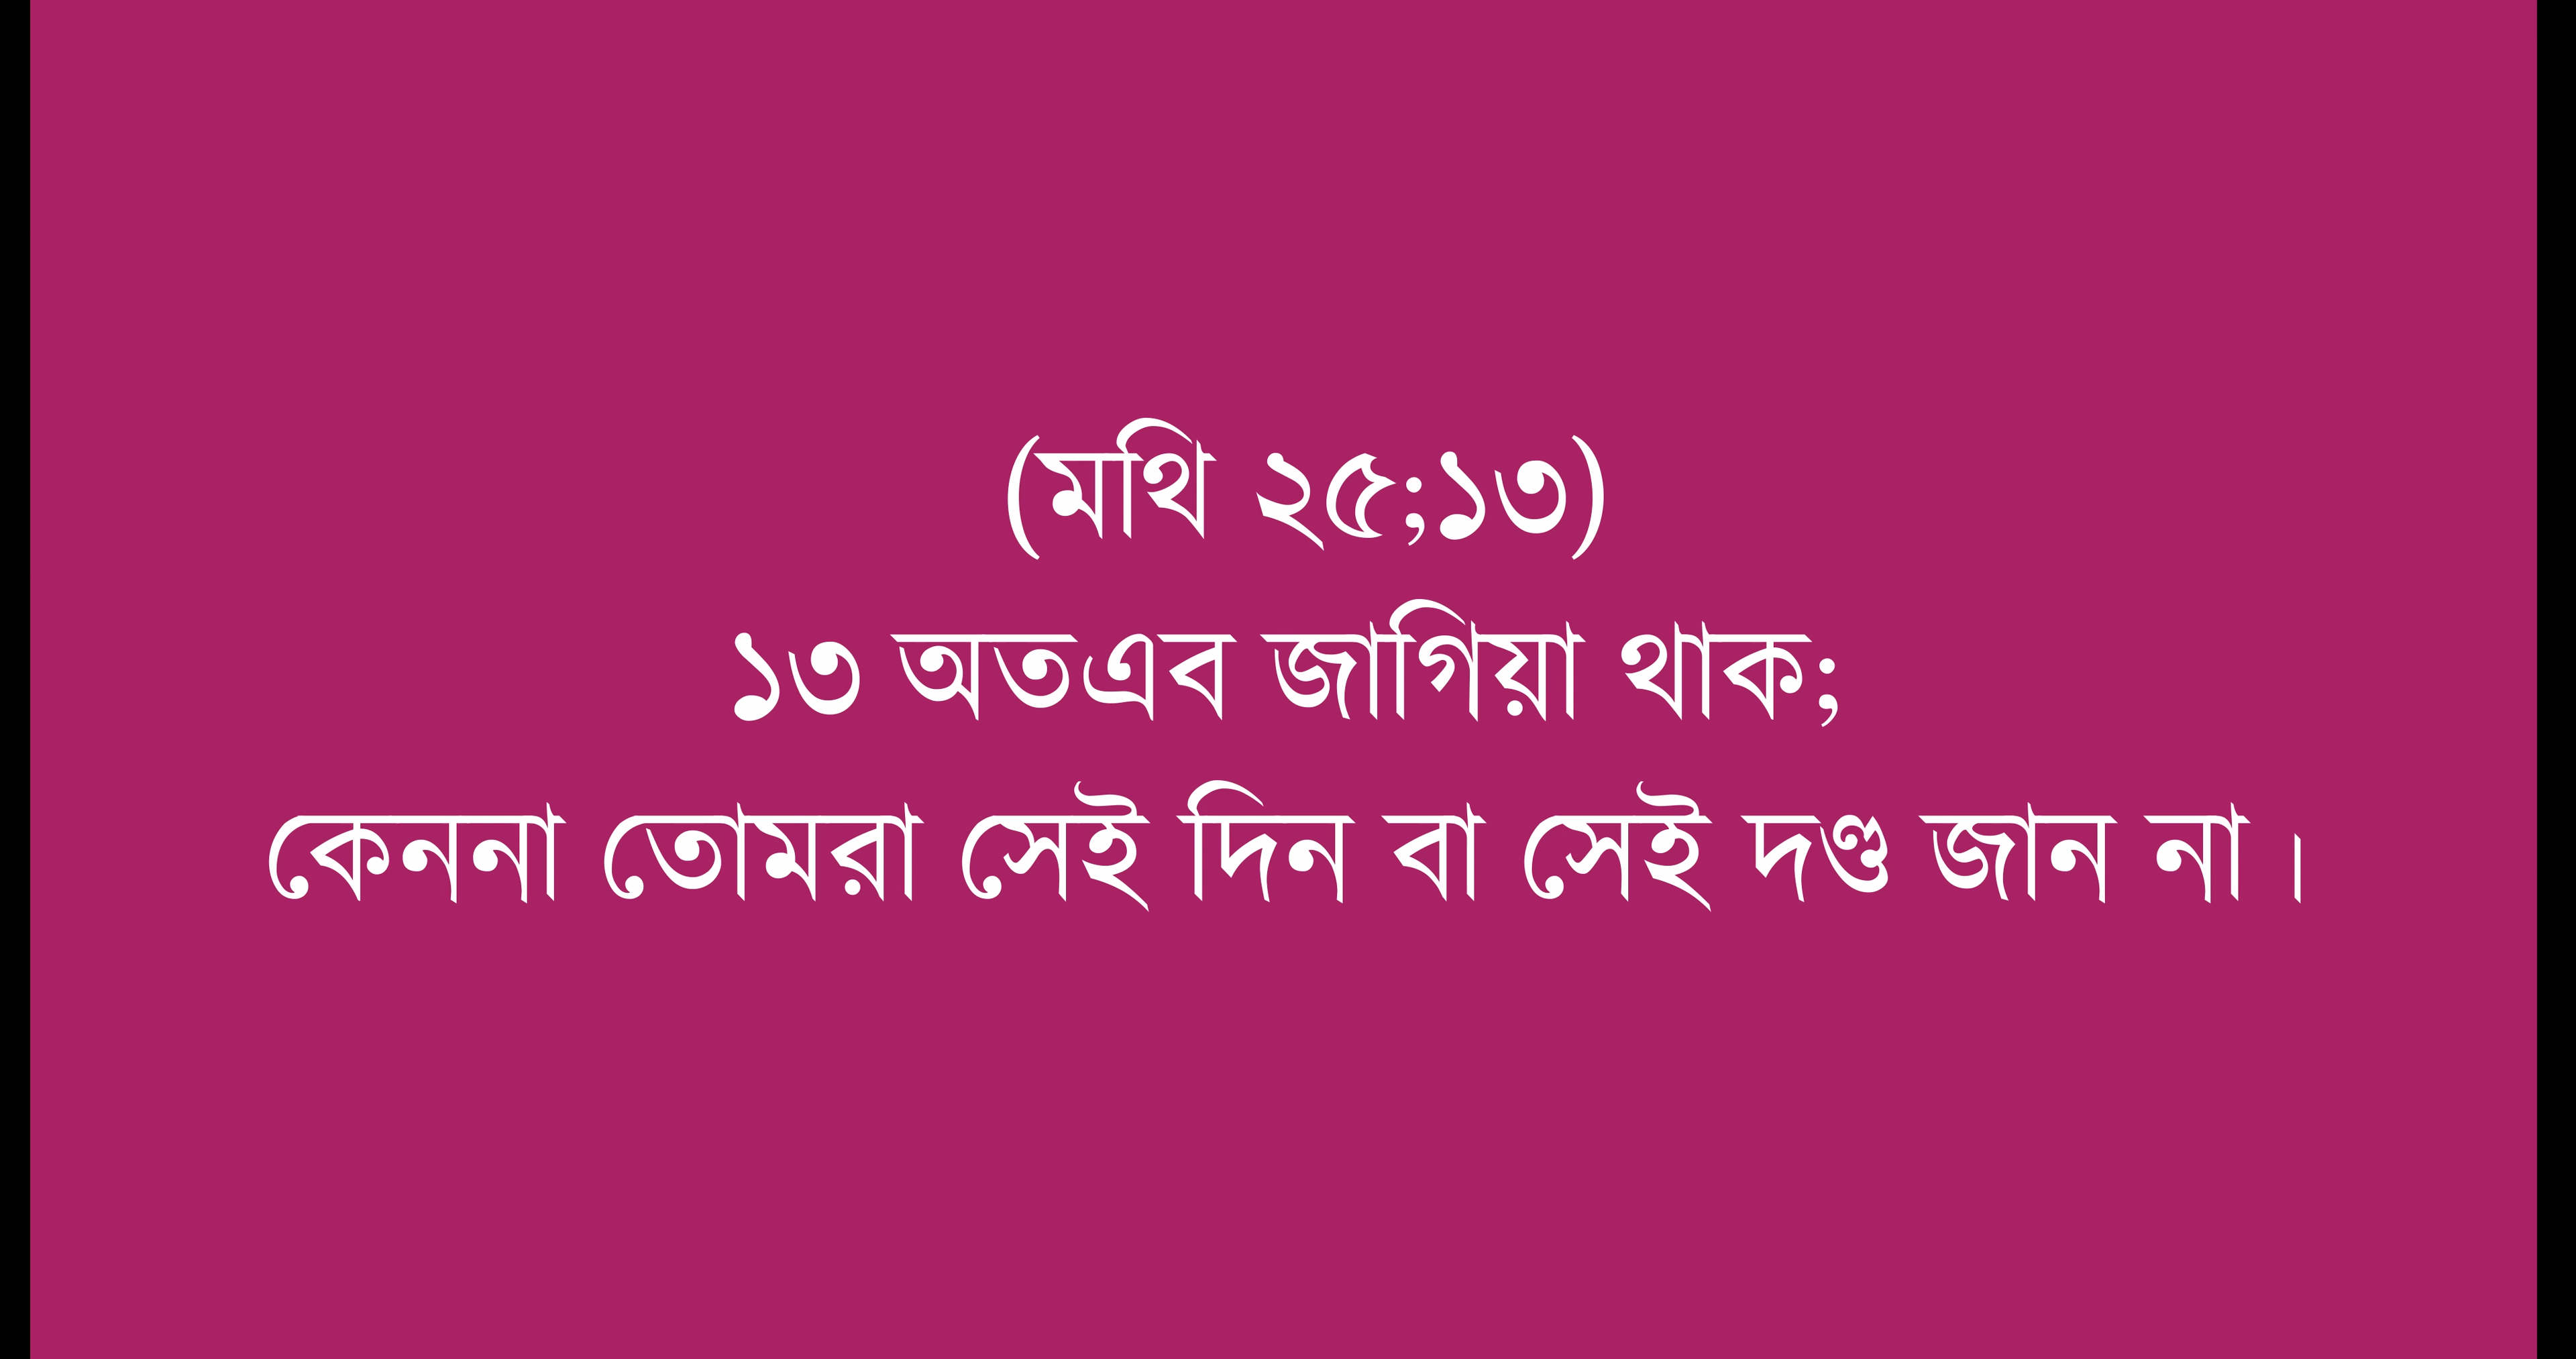 (মথি ২৫;১৩)
১৩ অতএব জাগিয়া থাক;
কেননা তোমরা সেই দিন বা সেই দণ্ড জান না।